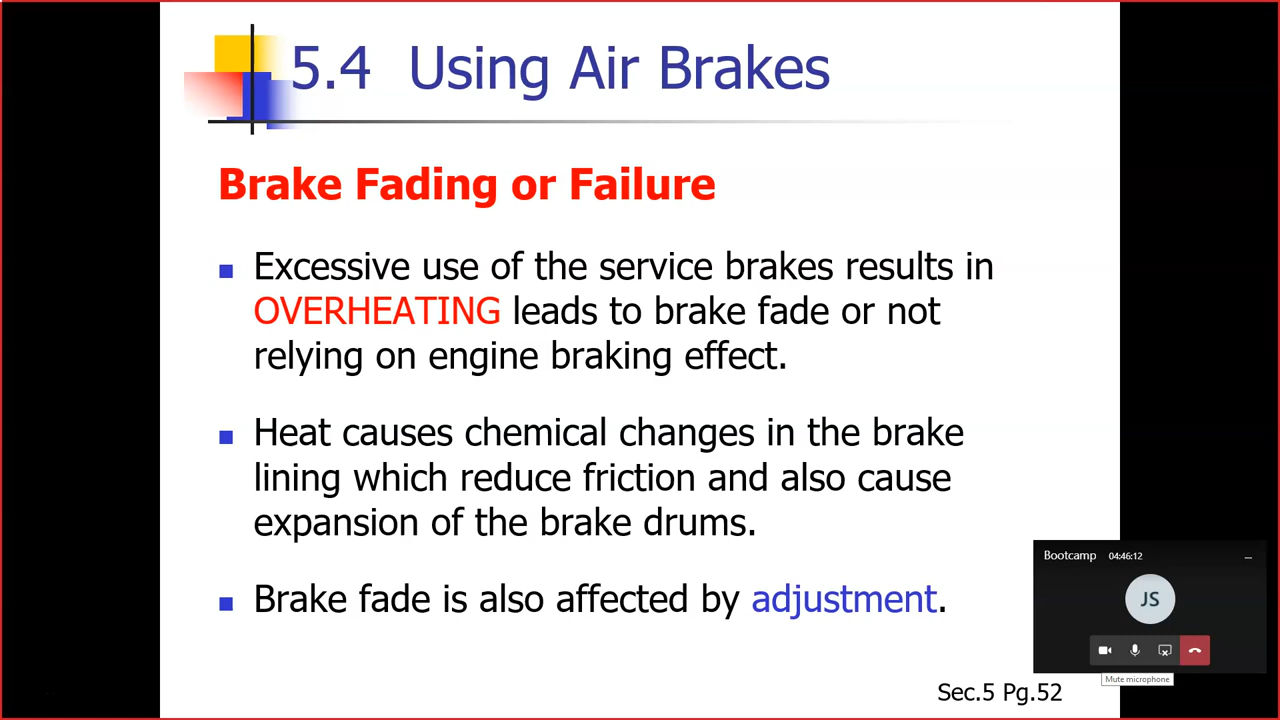 5.4 Using Air Brakes
Brake Fading or Failure
Excessive use of the service brakes results in
OVERHEATING leads to brake fade or not
relying on engine braking effect.
Heat causes chemical changes in the brake
lining which reduce friction and also cause
expansion of the brake drums.
Brake fade is also affected by adjustment.
Sec.5 Pg.52
Bootcamp 04:46:12
JS
Mute microphone